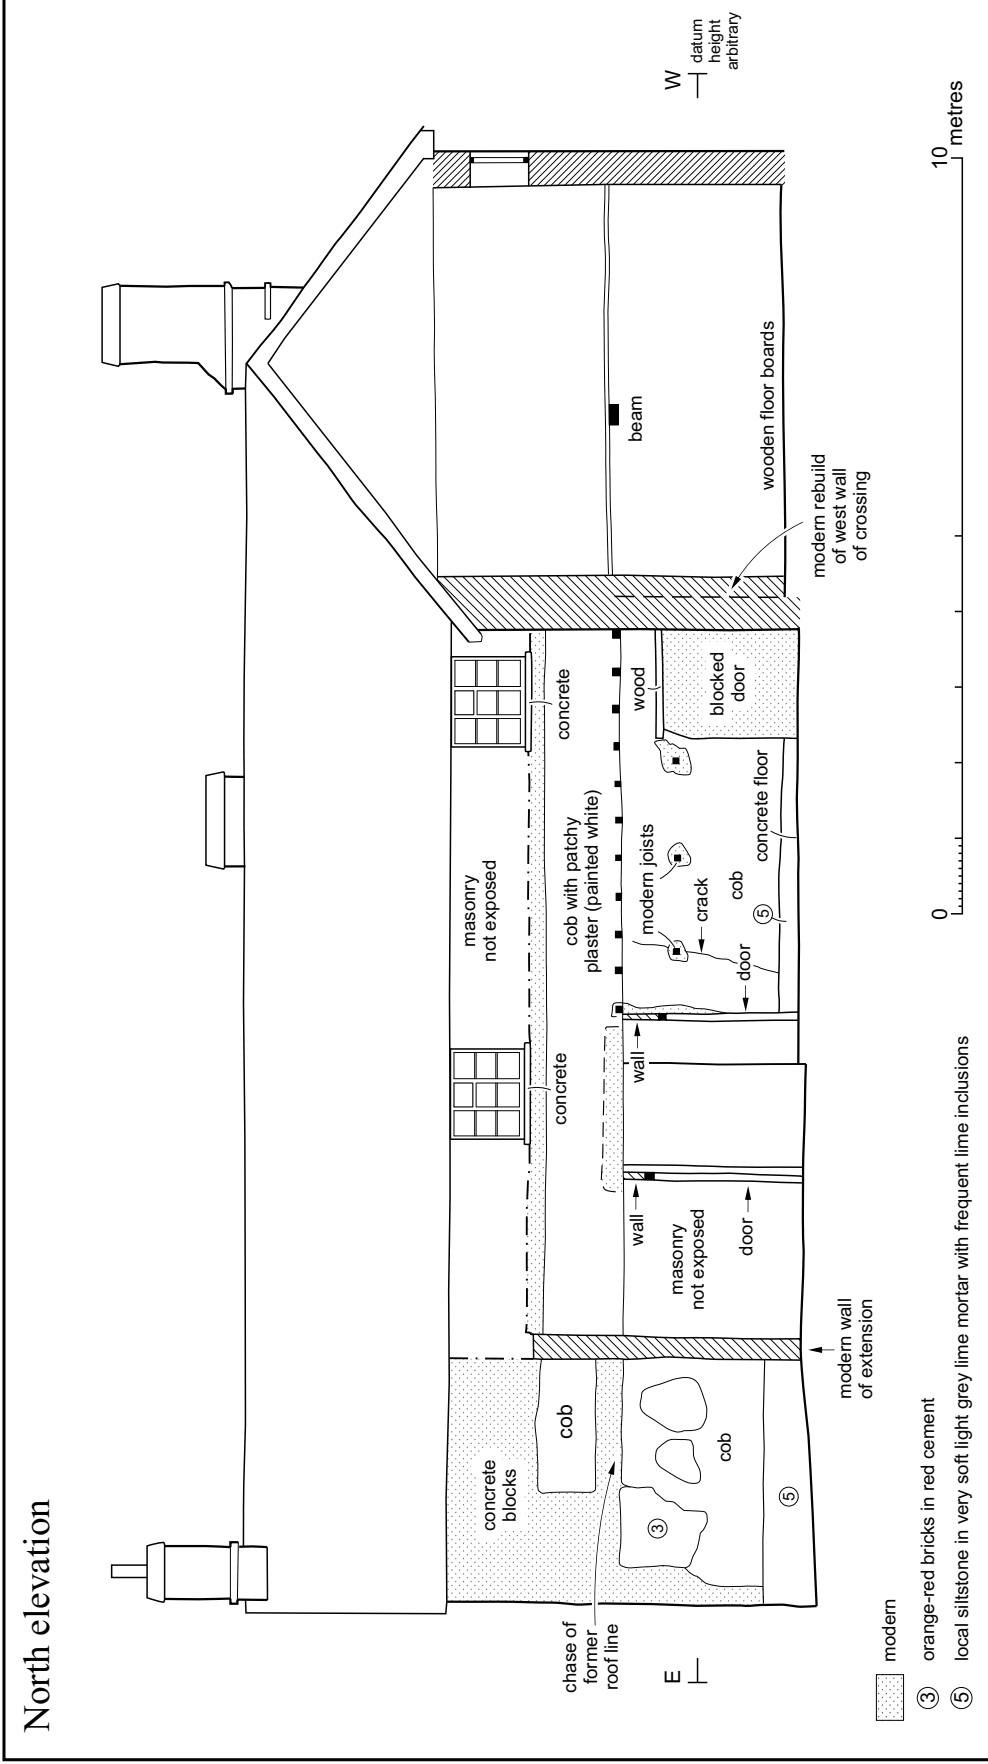 North elevation
W
datum
height
arbitrary
E
masonry
not exposed
concrete
blocks
cob
concrete
concrete
cob with patchy
plaster (painted white)
chase of
former
roof line
3
cob
5
wall
wall
masonry
not exposed
door
door
modern joists
crack
cob
5
concrete floor
wood
blocked
door
beam
wooden floor boards
modern rebuild
of west wall
of crossing
modern wall
of extension
modern
3 orange-red bricks in red cement
5 local siltstone in very soft light grey lime mortar with frequent lime inclusions
0
10
metres